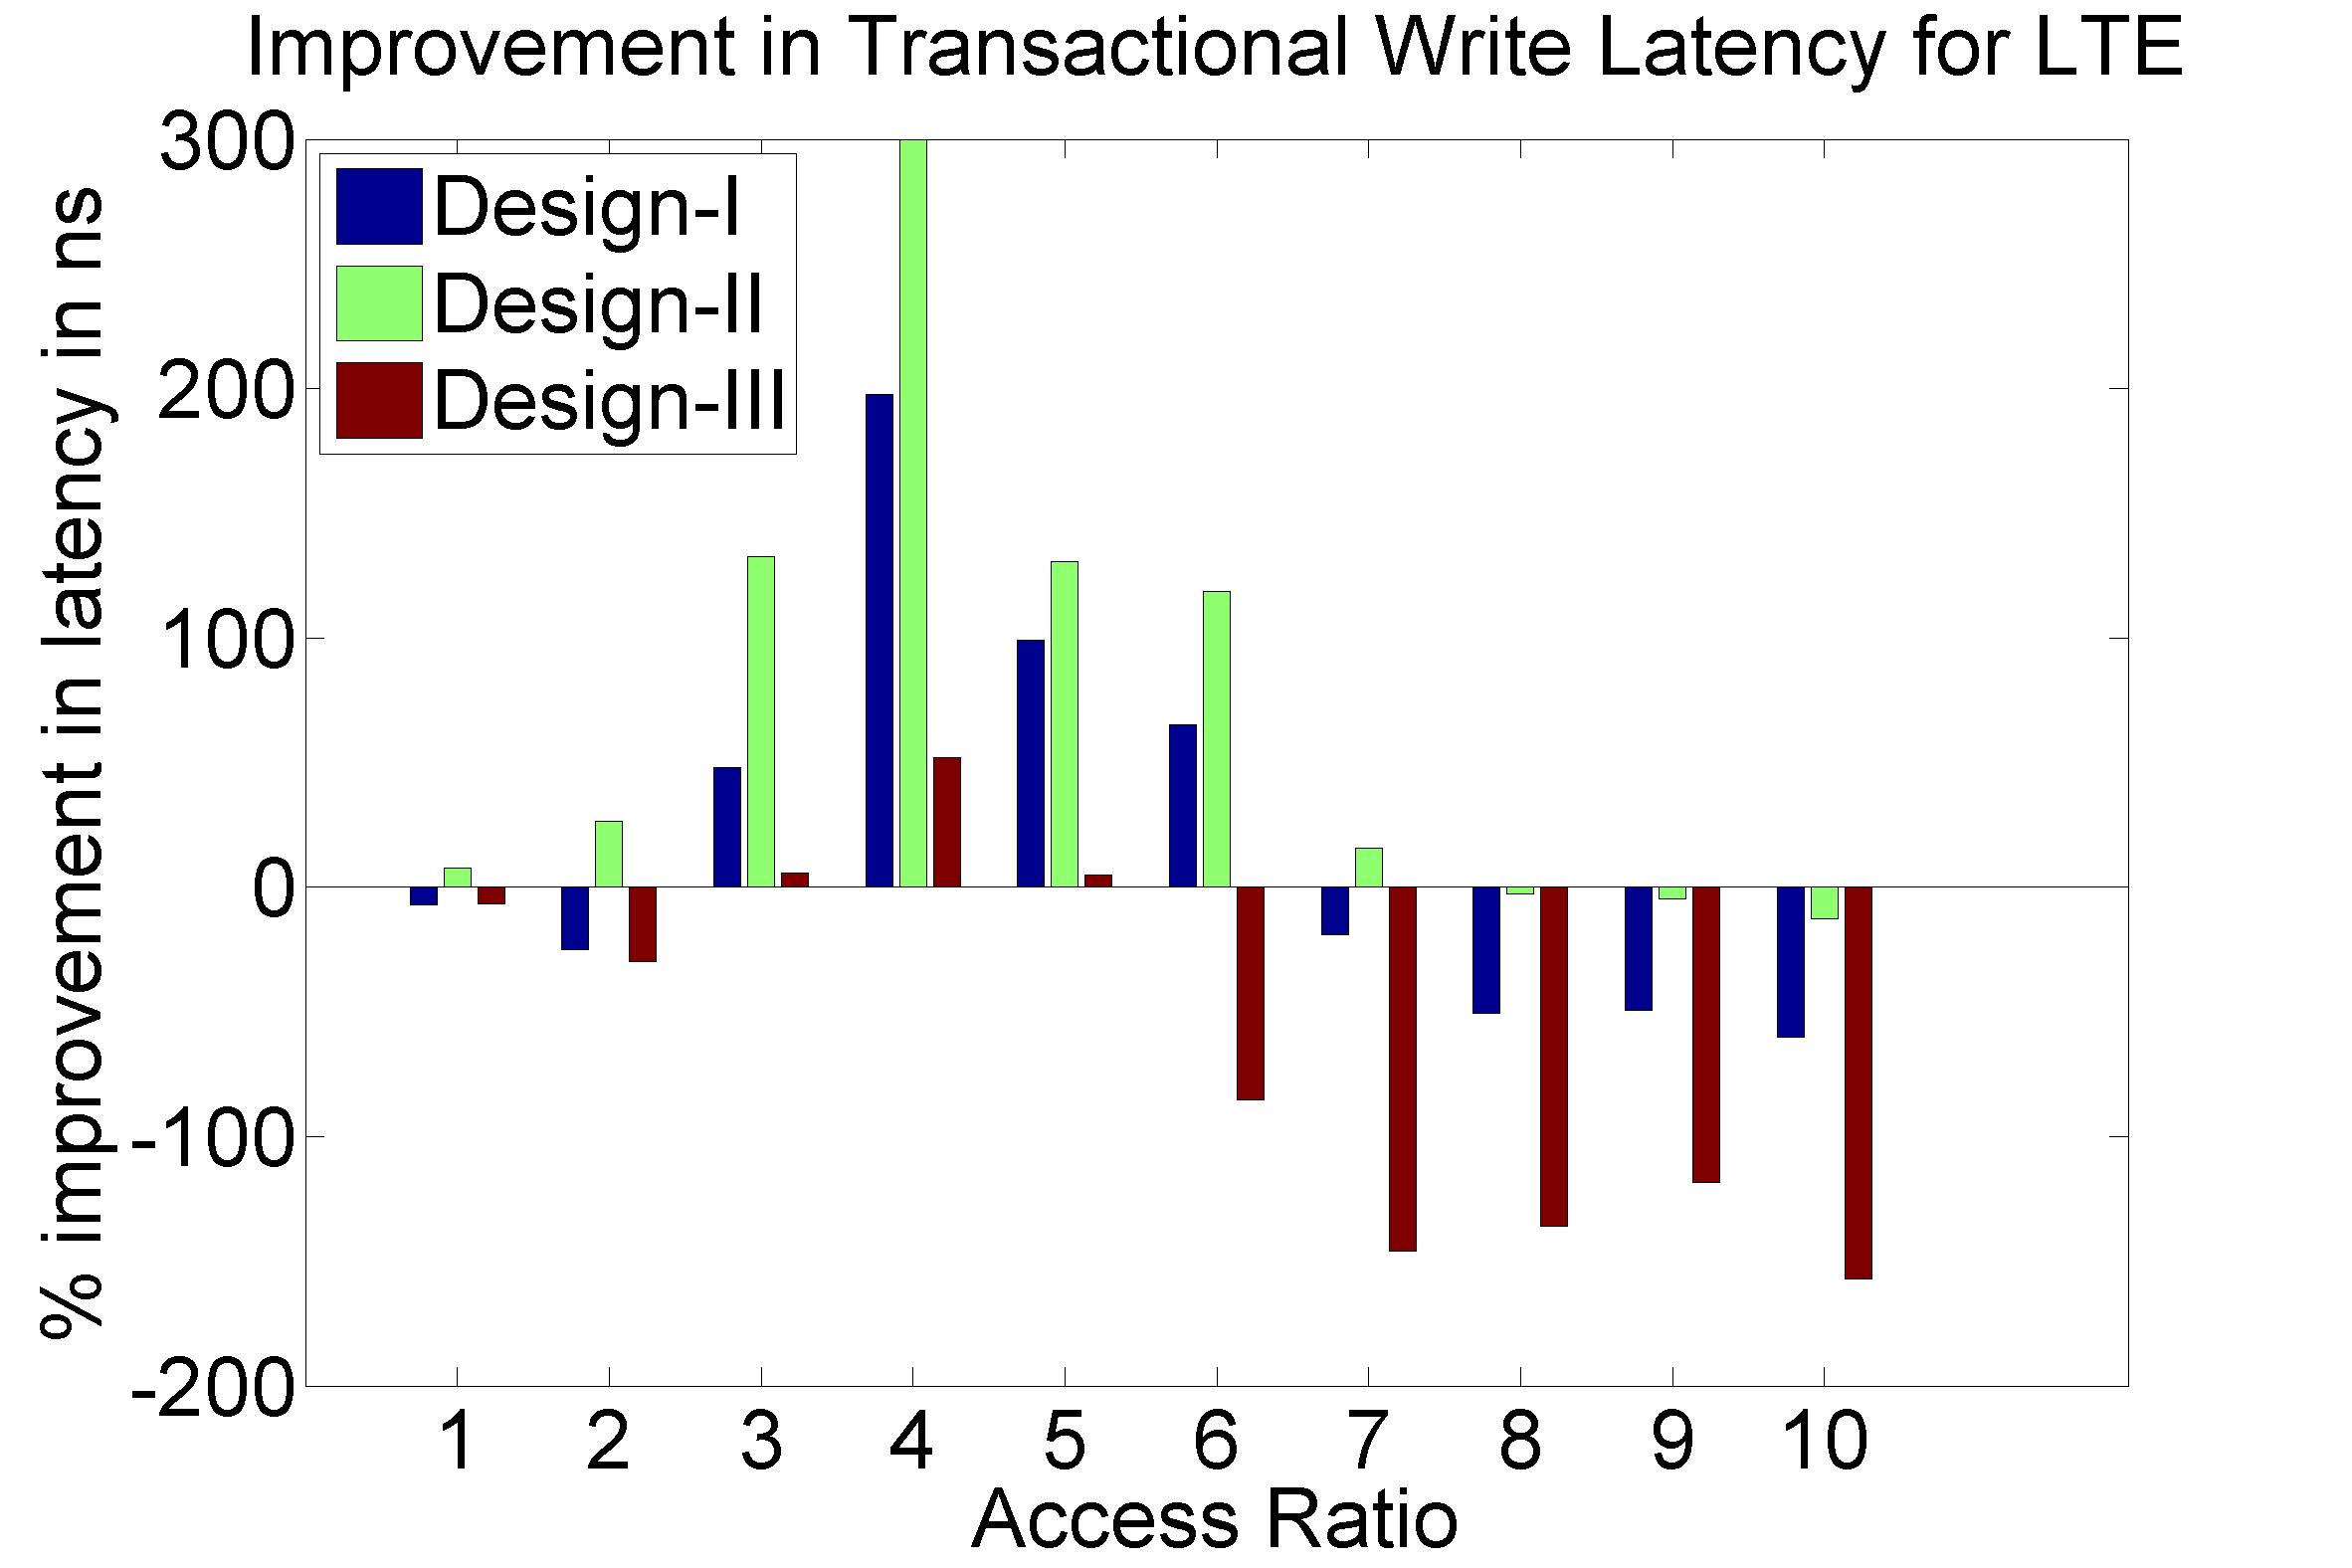 Improvement in Transactional Write Latency for LTE
% improvement in latency in ns
300
200
100
0
-100
-200
Design-I
Design-II
Design-III
1 2 3 4 5 6 7 8 9 10
Access Ratio